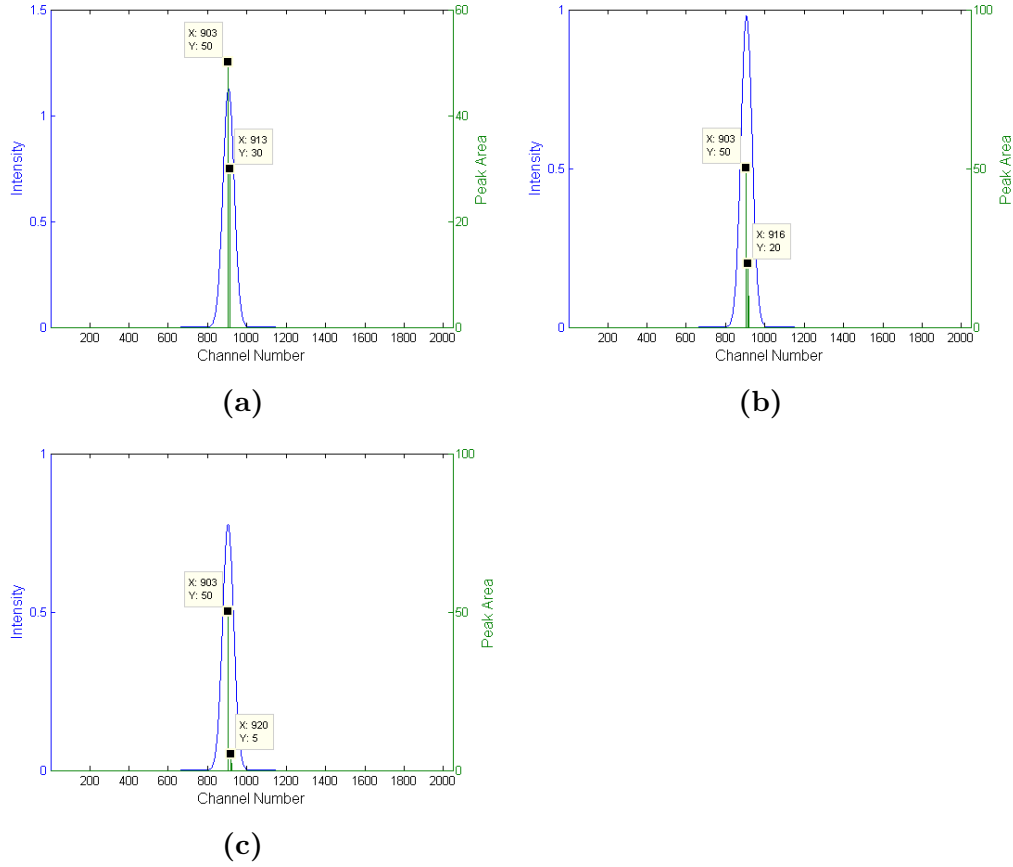 1.5
60
X: 903
Y: 50
1
40
X: 913
Y: 30
Intensity
Peak Area
0.5
20
0
0
200 400 600 800 1000 1200 1400 1600 1800 2000
Channel Number
(a)
1
100
X: 903
Y: 50
Intensity
Peak Area
0.5
50
X: 916
Y: 20
0
0
200 400 600 800 1000 1200 1400 1600 1800 2000
Channel Number
(b)
1
100
X: 903
Y: 50
Intensity
Peak Area
0.5
50
X: 920
Y: 5
0
0
200 400 600 800 1000 1200 1400 1600 1800 2000
Channel Number
(c)